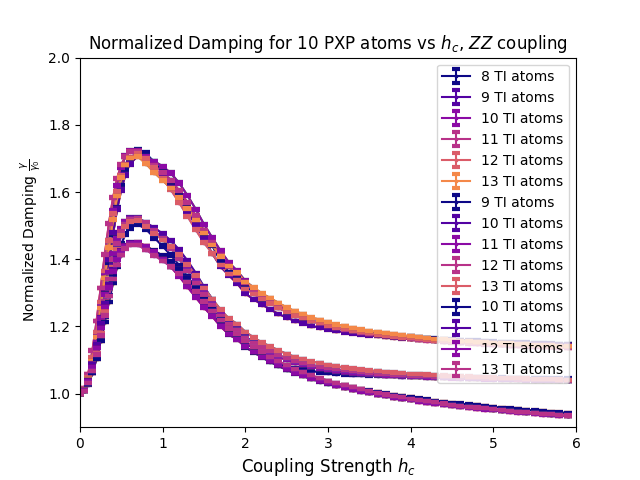 Normalized Damping for 10 PXP atoms vs h_c, ZZ coupling
2.0
1.8
1.6
1.4
1.2
1.0
Normalized Damping γ/γ₀
0 1 2 3 4 5 6
Coupling Strength h_c
8 TI atoms
9 TI atoms
10 TI atoms
11 TI atoms
12 TI atoms
13 TI atoms
9 TI atoms
10 TI atoms
11 TI atoms
12 TI atoms
13 TI atoms
10 TI atoms
11 TI atoms
12 TI atoms
13 TI atoms